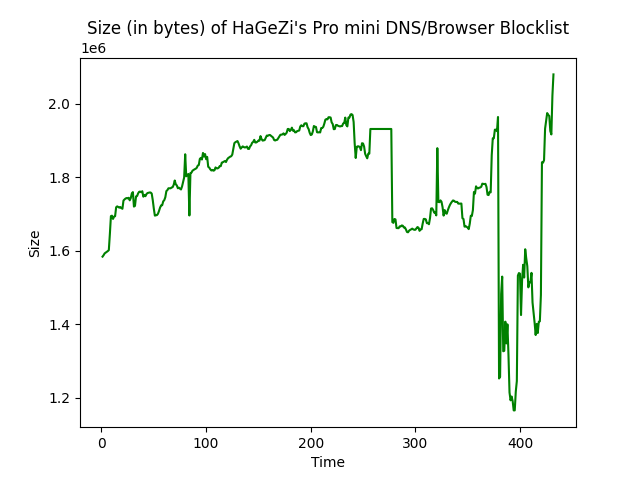 Size (in bytes) of HaGeZi's Pro mini DNS/Browser Blocklist
1e6
2.0
1.8
1.6
1.4
1.2
Size
0 100 200 300 400
Time